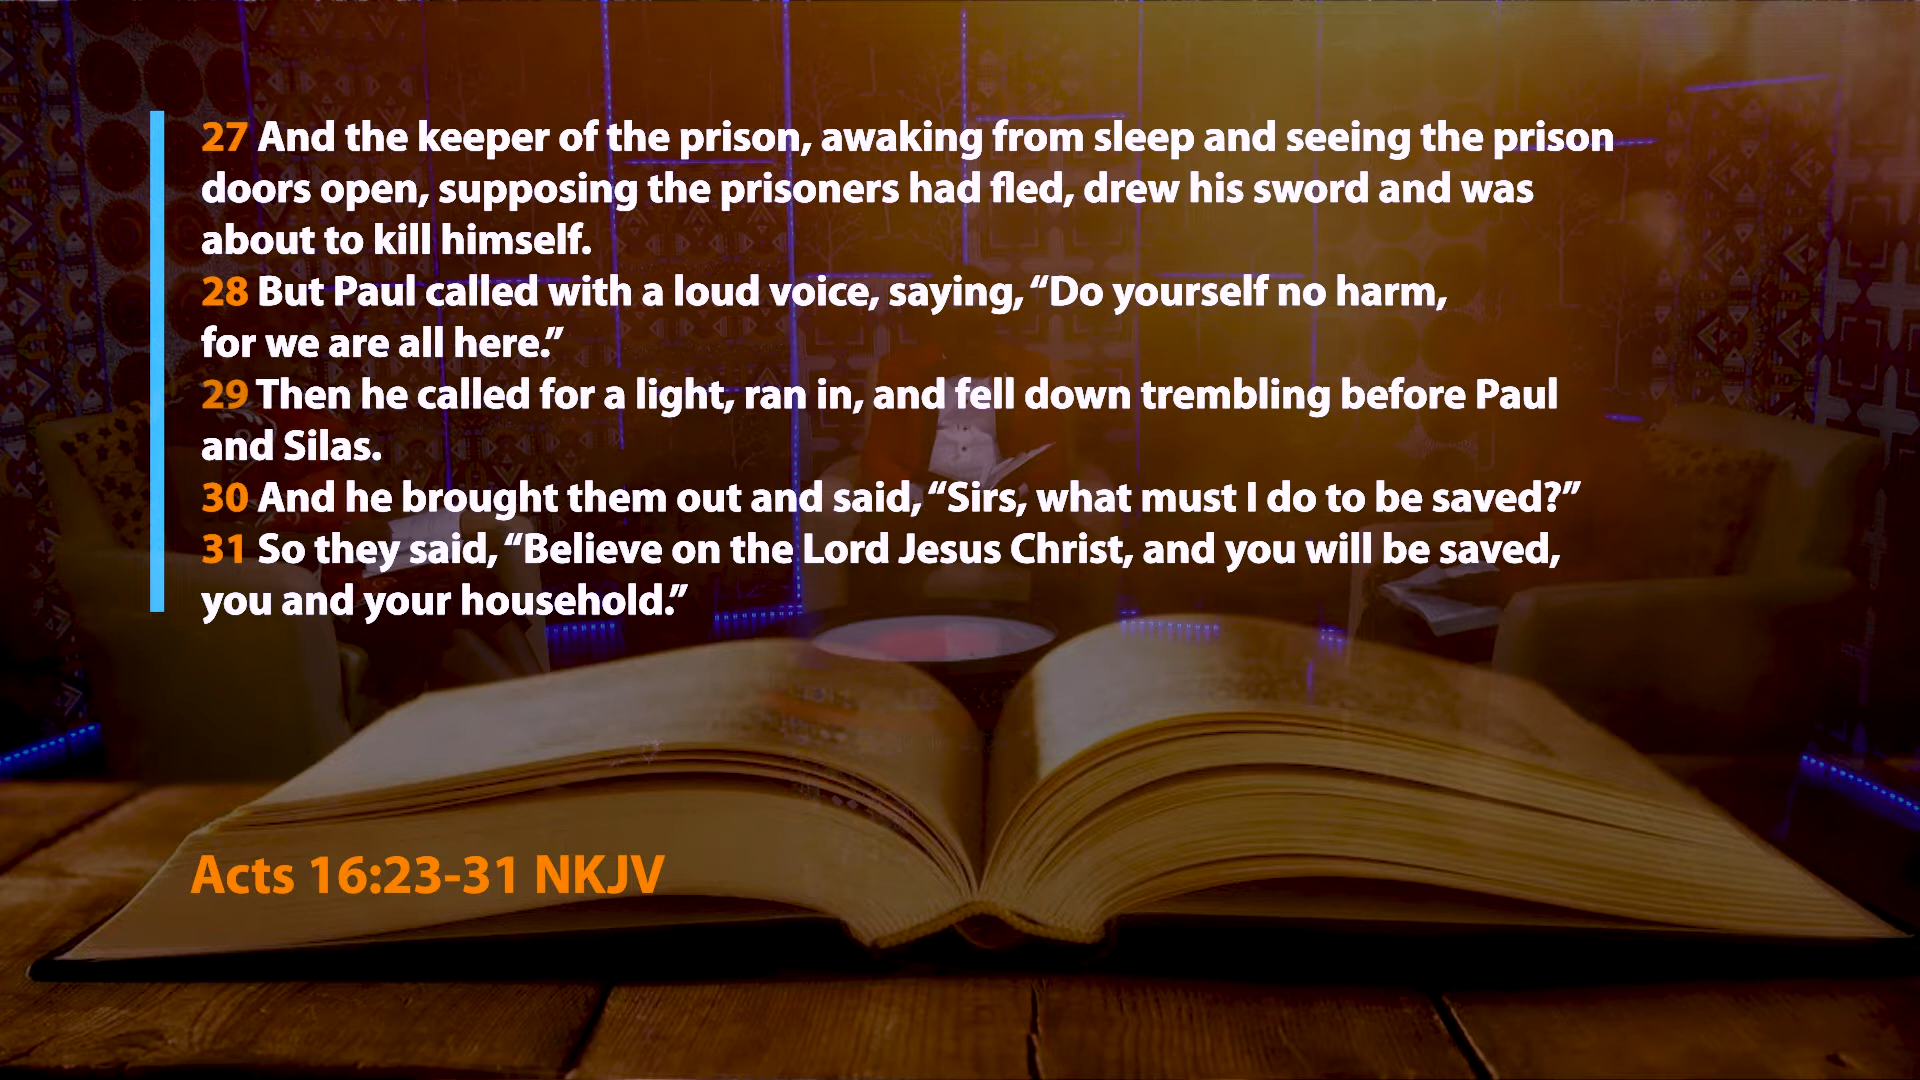 27 And the keeper of the prison, awaking from sleep and seeing the prison
doors open, supposing the prisoners had fled, drew his sword and was
about to kill himself.
28 But Paul called with a loud voice, saying, “Do yourself no harm,
for we are all here.”
29 Then he called for a light, ran in, and fell down trembling before Paul
and Silas.
30 And he brought them out and said, “Sirs, what must I do to be saved?”
31 So they said, “Believe on the Lord Jesus Christ, and you will be saved,
you and your household.”
Acts 16:23-31 NKJV